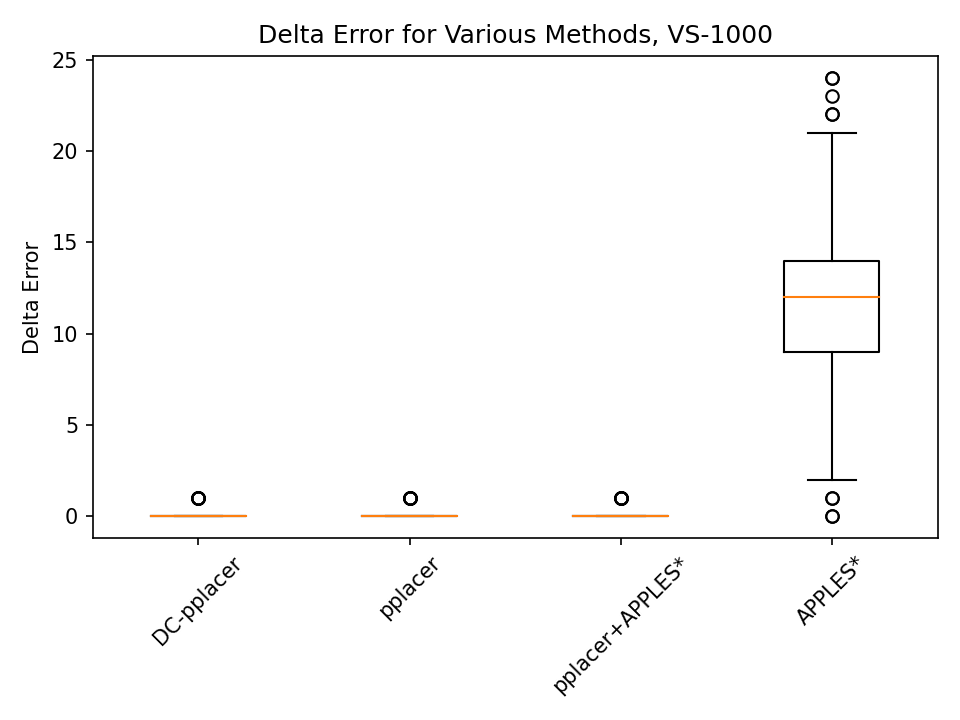 Delta Error for Various Methods, VS-1000
Delta Error
25
20
15
10
5
0
DC-pplacer
pplacer
pplacer+APPLES*
APPLES*